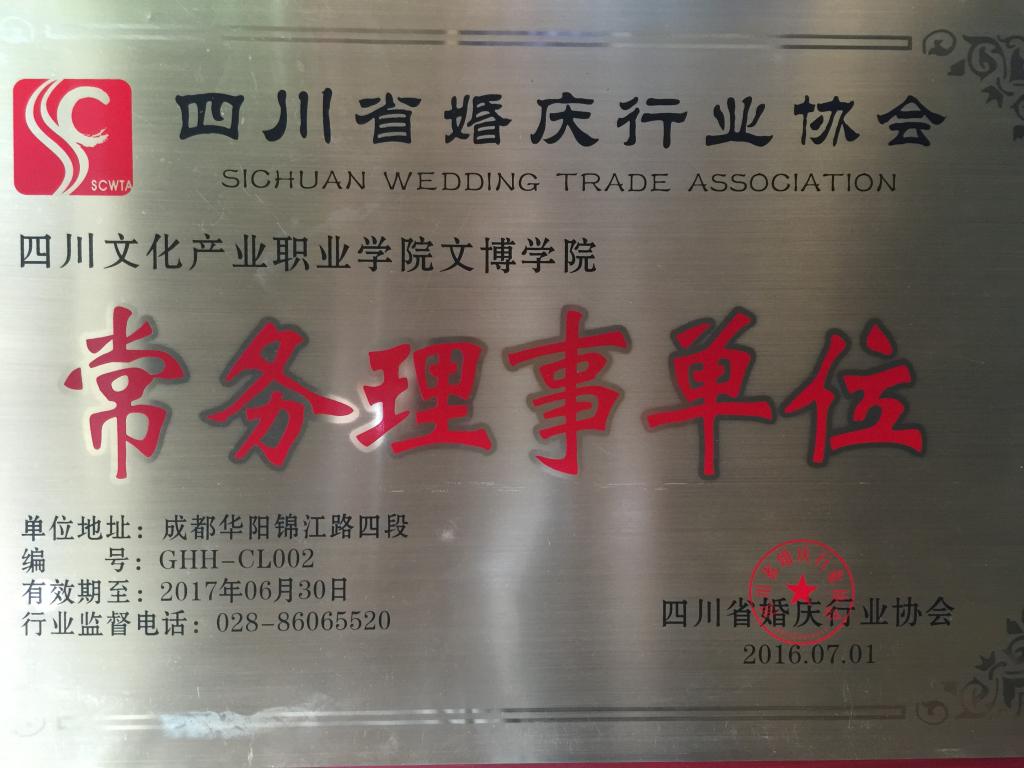 SCWTA
四川省婚庆行业协会
SICHUAN WEDDING TRADE ASSOCIATION
四川文化产业职业学院文博学院
常务理事单位
单位地址：成都华阳锦江路四段
编 号：GHH-CL002
有效期至：2017年06月30日
行业监督电话：028-86065520
四川省婚庆行业协会
2016.07.01